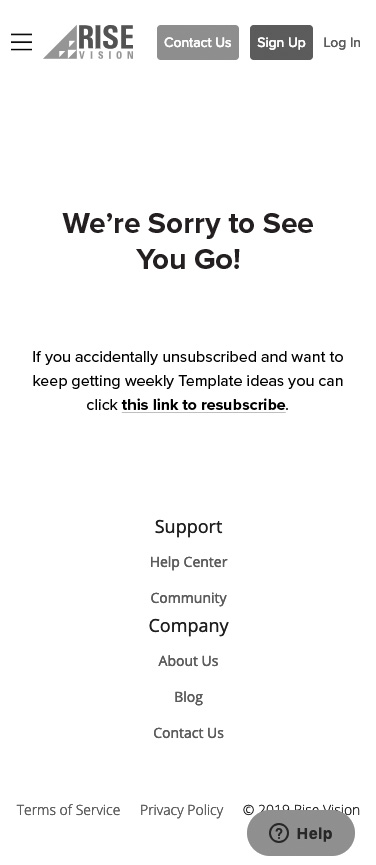 RISE
VISION
Contact Us
Sign Up
Log In
We're Sorry to See
You Go!
If you accidentally unsubscribed and want to
keep getting weekly Template ideas you can
click this link to resubscribe.
Support
Help Center
Community
Company
About Us
Blog
Contact Us
Terms of Service
Privacy Policy
© 2019 Rise Vision
Help